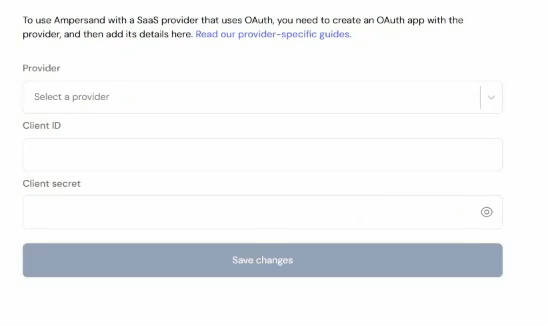 To use Ampersand with a SaaS provider that uses OAuth, you need to create an OAuth app with the
provider, and then add its details here. Read our provider-specific guides.
Provider
Select a provider
Client ID
Client secret
Save changes